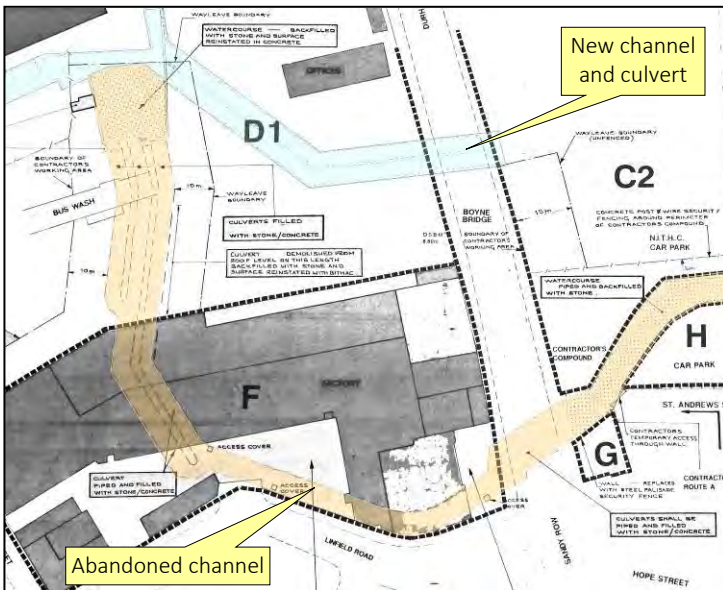 WAYLEAVE BOUNDARY
WATERCOURSE — BACKFILLED
WITH STONE AND SURFACE
REINSTATED IN CONCRETE
OFFICES
New channel
and culvert
D1
WAYLEAVE BOUNDARY
(UNFENCED)
C2
BOUNDARY OF
CONTRACTORS
WORKING AREA
BUS WASH
10m
WAYLEAVE
BOUNDARY
CULVERTS FILLED
WITH STONE/CONCRETE
CULVERT DEMOLISHED FROM
ROOF LEVEL ON THIS LENGTH
BACKFILLED WITH STONE AND
SURFACE REINSTATED WITH BITMAC
10m
BOYNE
BRIDGE
BOUNDARY OF
CONTRACTOR'S
WORKING AREA
10m
CONCRETE POST & WIRE SECURITY
FENCING AROUND PERIMETER
OF CONTRACTORS COMPOUND
N.I.T.H.C.
CAR PARK
WATERCOURSE
PIPED AND BACKFILLED
WITH STONE
H
CAR PARK
CONTRACTOR'S
COMPOUND
F
FACTORY
ST. ANDREWS
CONTRACTORS
TEMPORARY ACCESS
THROUGH WALL
G
ACCESS COVER
CULVERT
PIPED AND FILLED
WITH STONE/CONCRETE
ACCESS
COVER
ACCESS
COVER
WALL REPLACED
WITH STEEL PALISADE
SECURITY FENCE
ROUTE A
CULVERTS SHALL BE
PIPED AND FILLED
WITH STONE/CONCRETE
Abandoned channel
LINFIELD ROAD
SANDY ROW
HOPE STREET